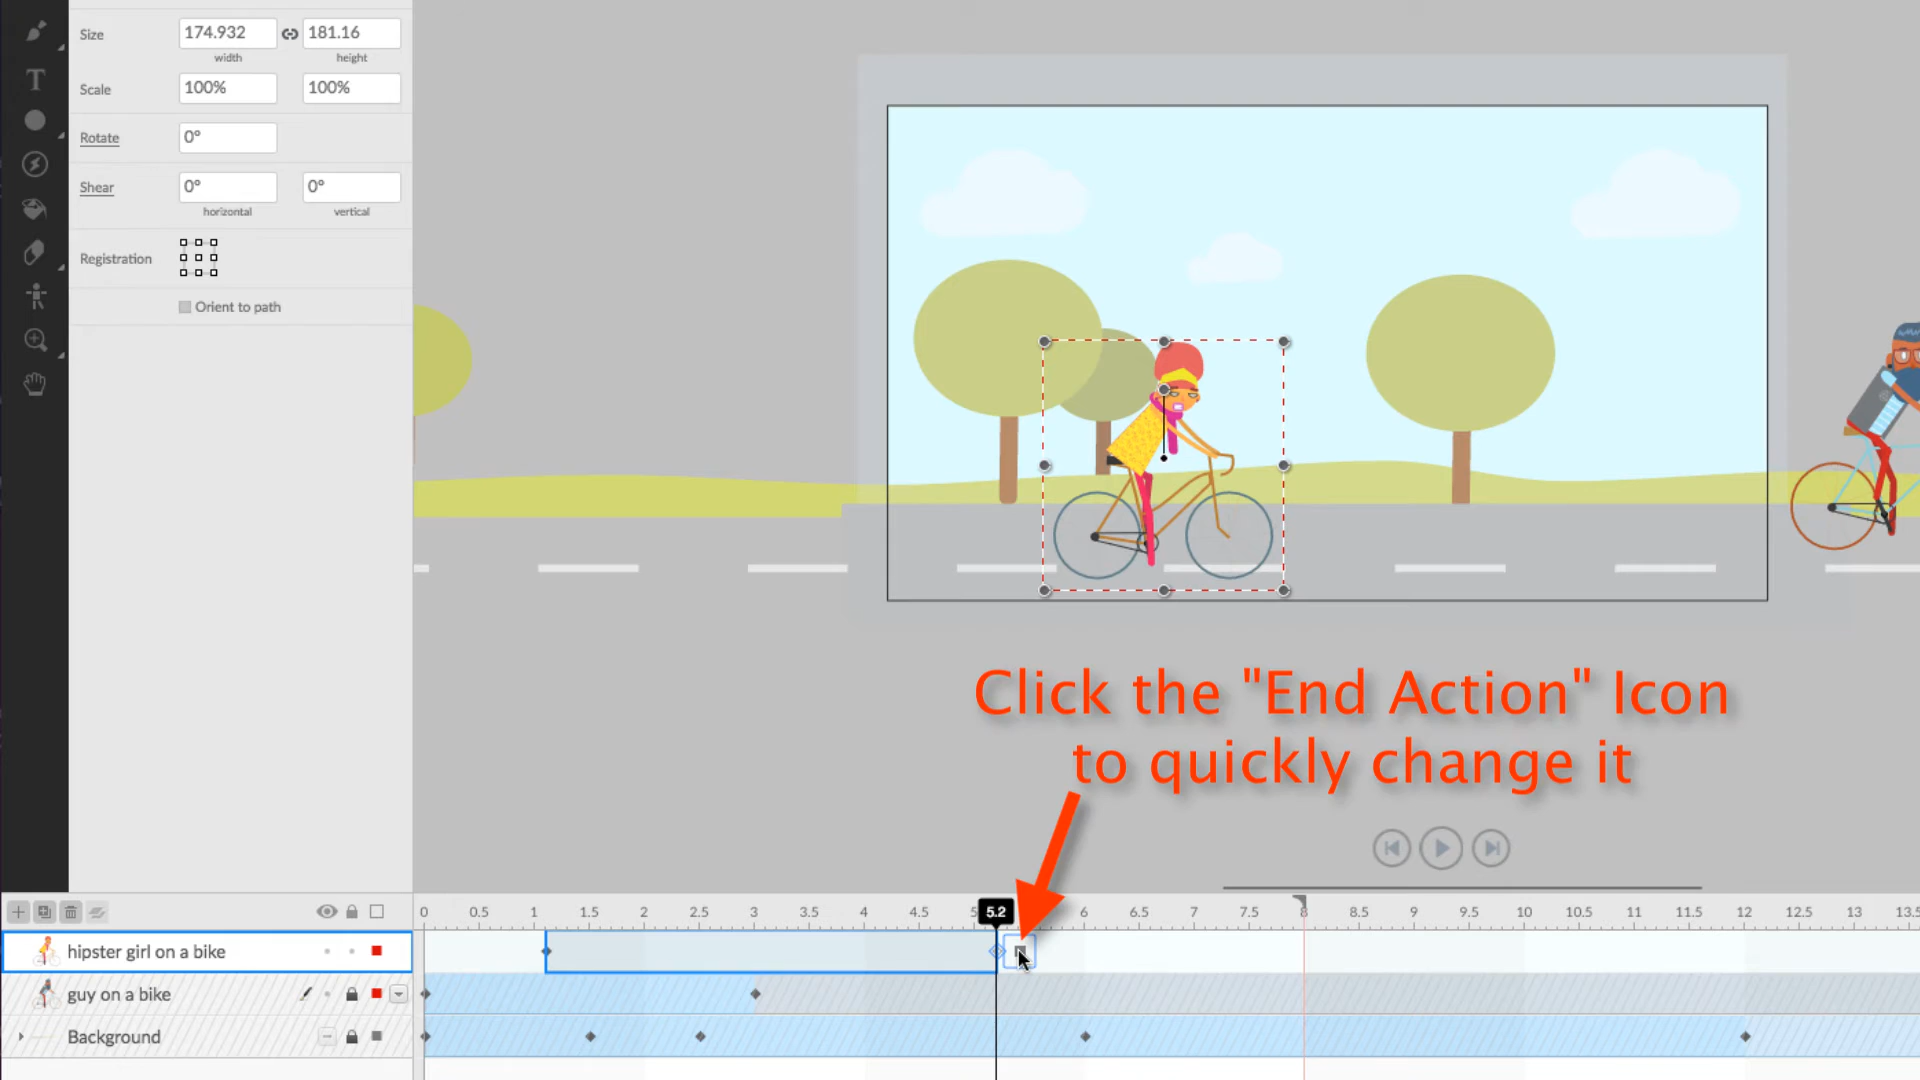 Size 174.932 181.16
width height
Scale 100% 100%
Rotate 0°
Shear 0° 0°
horizontal vertical
Registration
Orient to path
T
Click the "End Action" Icon
to quickly change it
0 0.5 1 1.5 2 2.5 3 3.5 4 4.5 5 5.2 6 6.5 7 7.5 8 8.5 9 9.5 10 10.5 11 11.5 12 12.5 13 13.5
hipster girl on a bike
guy on a bike
Background